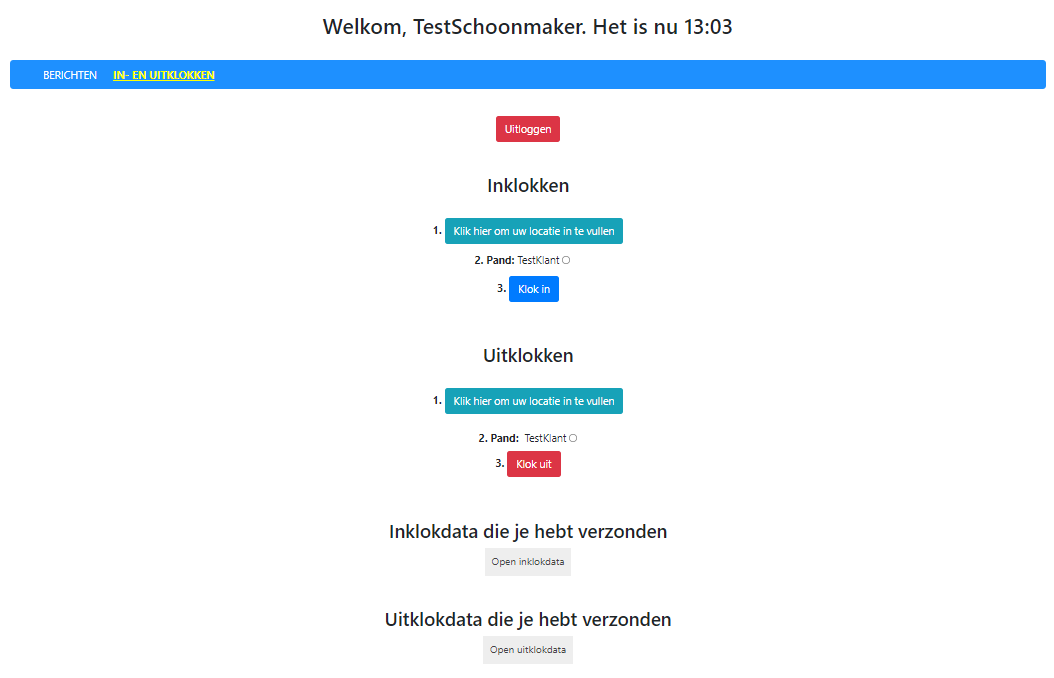 Welkom, TestSchoonmaker. Het is nu 13:03
BERICHTEN IN- EN UITKLOKKEN
Uitloggen
Inklokken
1. Klik hier om uw locatie in te vullen
2. Pand: TestKlant
3. Klok in
Uitklokken
1. Klik hier om uw locatie in te vullen
2. Pand: TestKlant
3. Klok uit
Inklokdata die je hebt verzonden
Open inklokdata
Uitklokdata die je hebt verzonden
Open uitklokdata